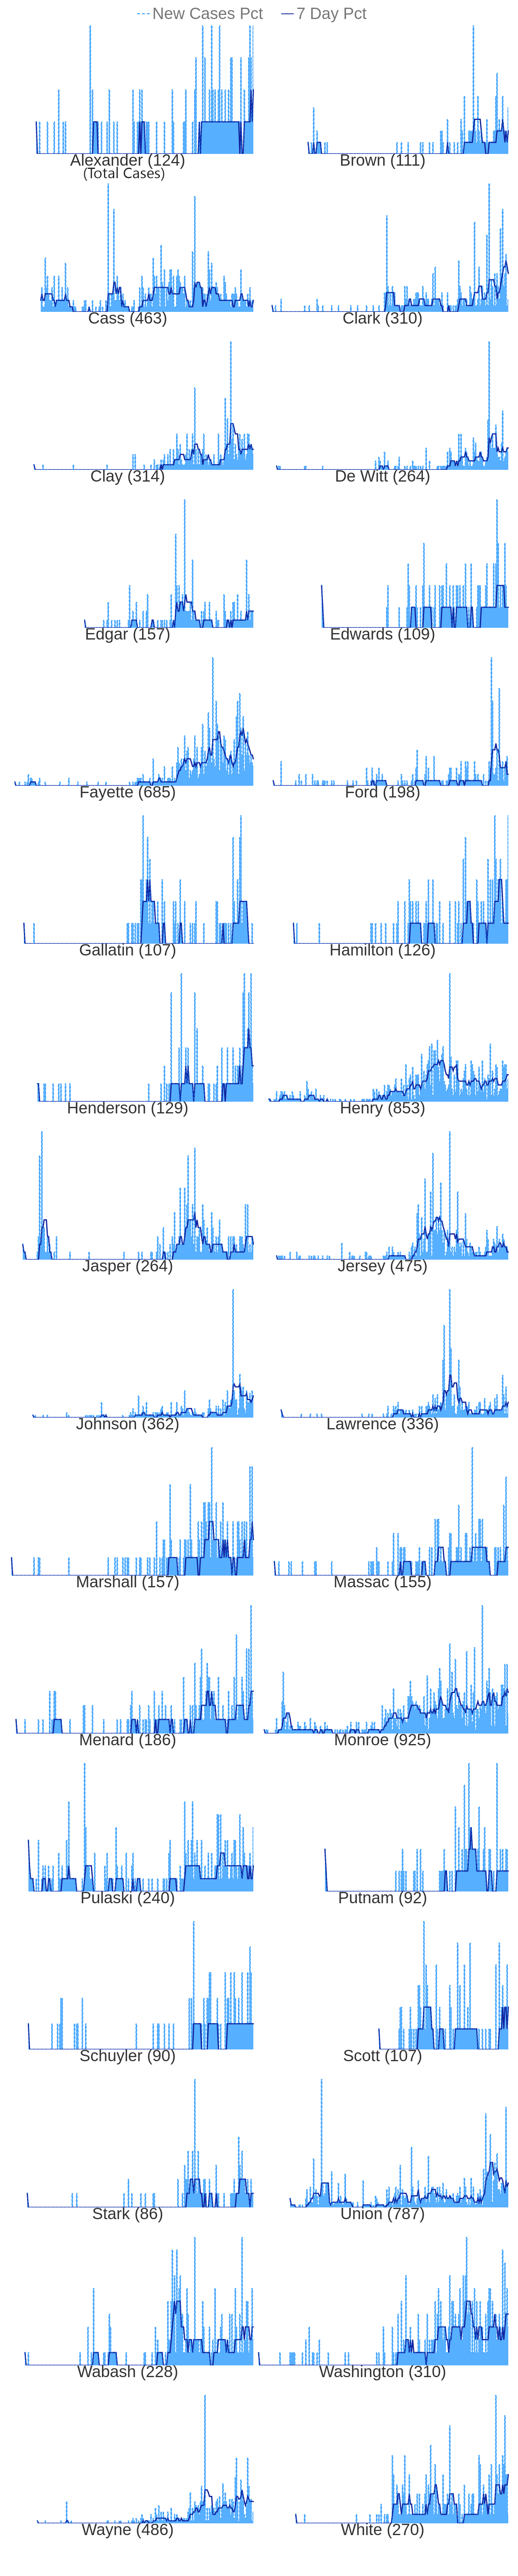 New Cases Pct 7 Day Pct
Alexander (124) Brown (111)
(Total Cases)
Cass (463) Clark (310)
Clay (314) De Witt (264)
Edgar (157) Edwards (109)
Fayette (685) Ford (198)
Gallatin (107) Hamilton (126)
Henderson (129) Henry (853)
Jasper (264) Jersey (475)
Johnson (362) Lawrence (336)
Marshall (157) Massac (155)
Menard (186) Monroe (925)
Pulaski (240) Putnam (92)
Schuyler (90) Scott (107)
Stark (86) Union (787)
Wabash (228) Washington (310)
Wayne (486) White (270)